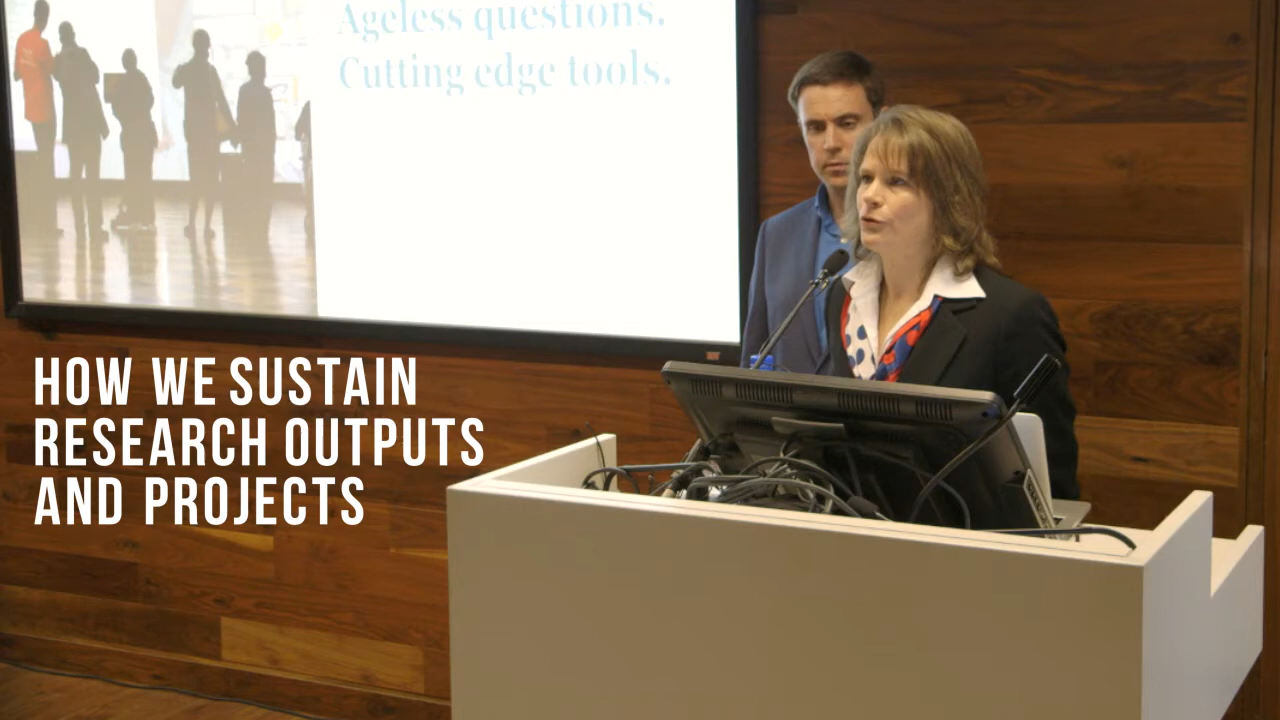 Ageless questions.
Cutting edge tools.
HOW WE SUSTAIN
RESEARCH OUTPUTS
AND PROJECTS